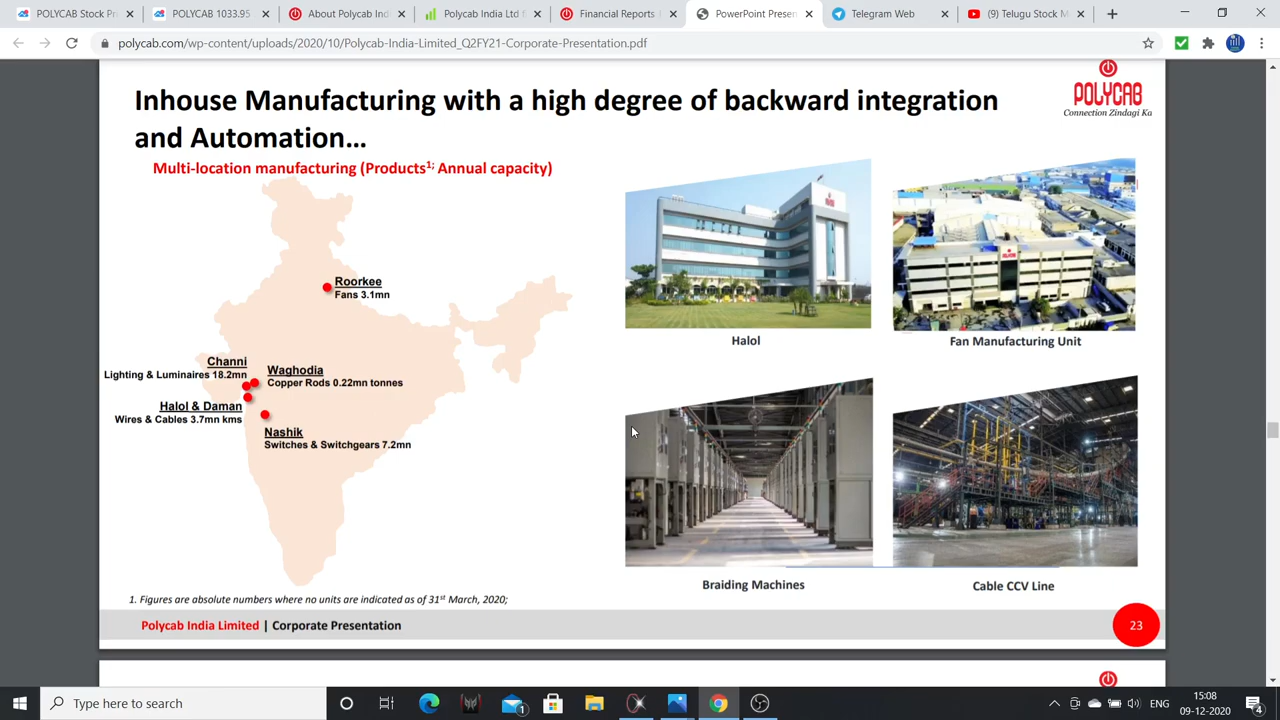 POLYCAB Stock Pr
POLYCAB 1033.95
About Polycab Indi
Polycab India Ltd
Financial Reports
PowerPoint Presen
Telegram Web
(9) Telugu Stock M
polycab.com/wp-content/uploads/2020/10/Polycab-India-Limited_Q2FY21-Corporate-Presentation.pdf
Inhouse Manufacturing with a high degree of backward integration
and Automation…
POLYCAB
Connection Zindagi Ka
Multi-location manufacturing (Products1; Annual capacity)
Roorkee
Fans 3.1mn
Channi
Lighting & Luminaires 18.2mn
Waghodia
Copper Rods 0.22mn tonnes
Halol & Daman
Wires & Cables 3.7mn kms
Nashik
Switches & Switchgears 7.2mn
Halol
Fan Manufacturing Unit
Braiding Machines
Cable CCV Line
1. Figures are absolute numbers where no units are indicated as of 31st March, 2020;
Polycab India Limited | Corporate Presentation
23
Type here to search
1
ENG
15:08
09-12-2020
4